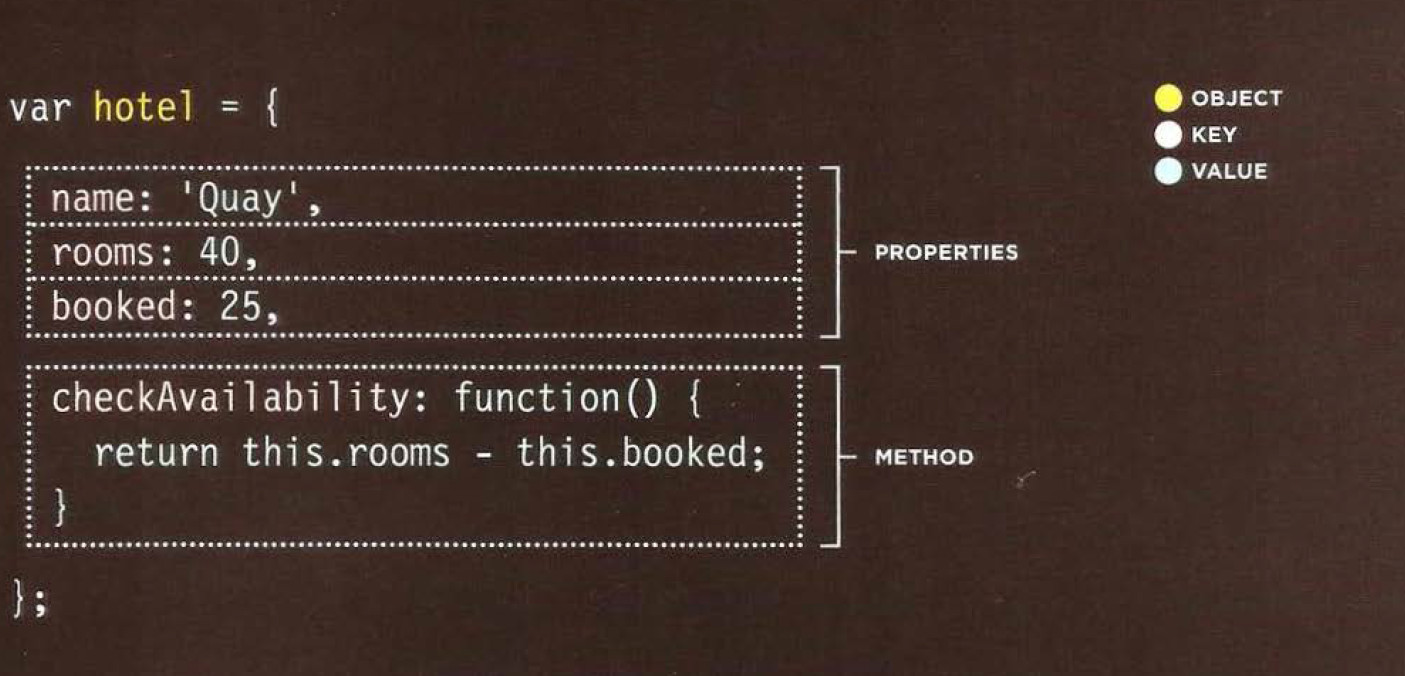 var hotel = {
name: 'Quay',
rooms: 40,
booked: 25,
PROPERTIES
checkAvailability: function() {
return this.rooms - this.booked;
}
METHOD
};
OBJECT
KEY
VALUE